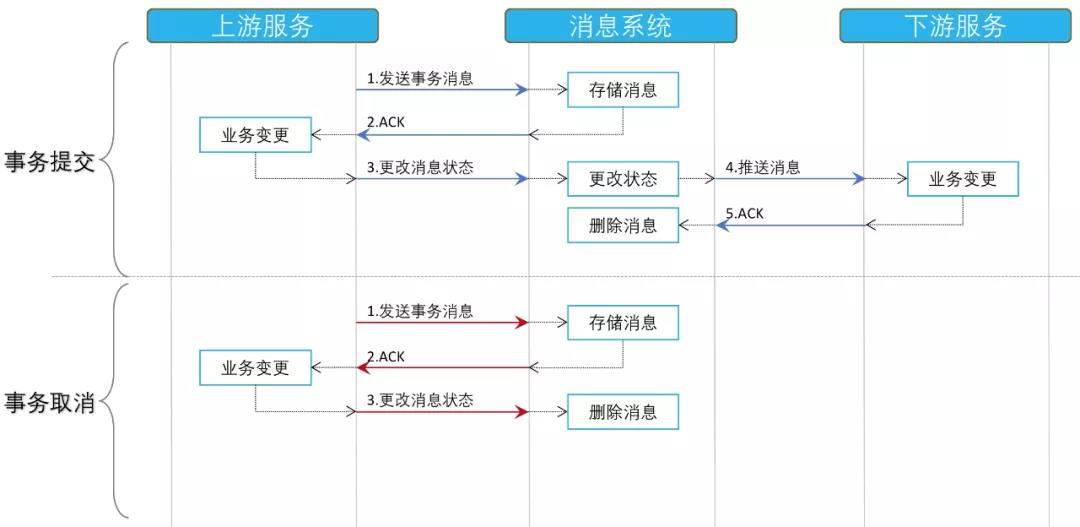 上游服务
消息系统
下游服务
事务提交
1.发送事务消息
存储消息
2.ACK
业务变更
3.更改消息状态
更改状态
4.推送消息
业务变更
5.ACK
删除消息
事务取消
1.发送事务消息
存储消息
2.ACK
业务变更
3.更改消息状态
删除消息